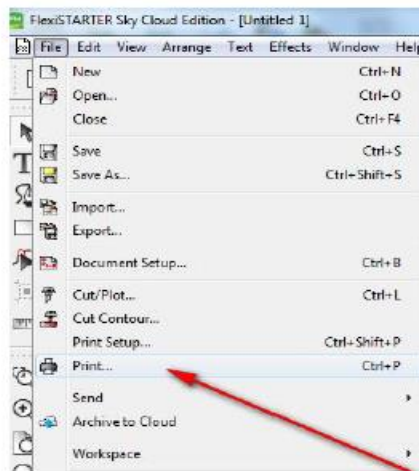 FlexiSTARTER Sky Cloud Edition - [Untitled 1]
File Edit View Arrange Text Effects Window Help
New Ctrl+N
Open... Ctrl+O
Close Ctrl+F4
Save Ctrl+S
Save As... Ctrl+Shift+S
Import...
Export...
Document Setup... Ctrl+B
Cut/Plot... Ctrl+L
Cut Contour...
Print Setup... Ctrl+Shift+P
Print... Ctrl+P
Send
Archive to Cloud
Workspace